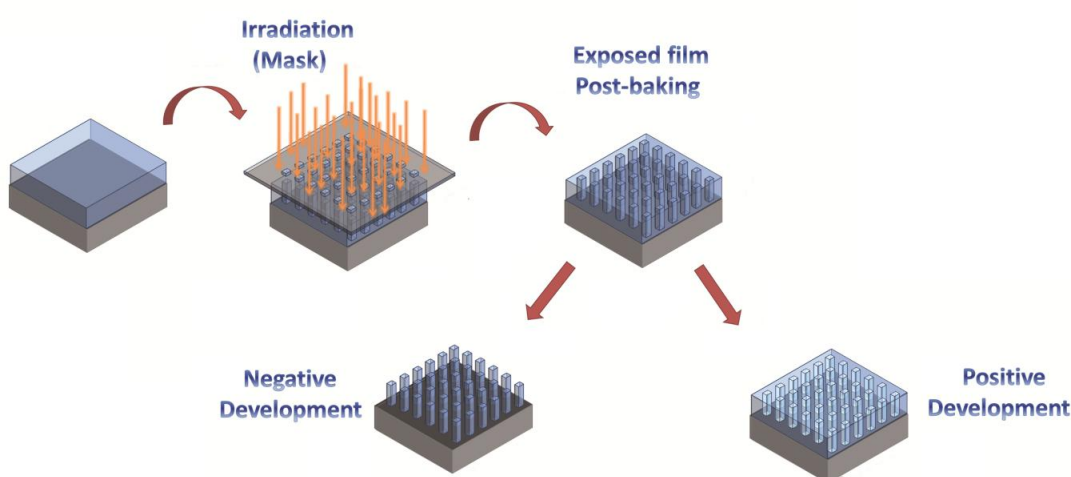 Irradiation
(Mask)
Exposed film
Post-baking
Negative
Development
Positive
Development